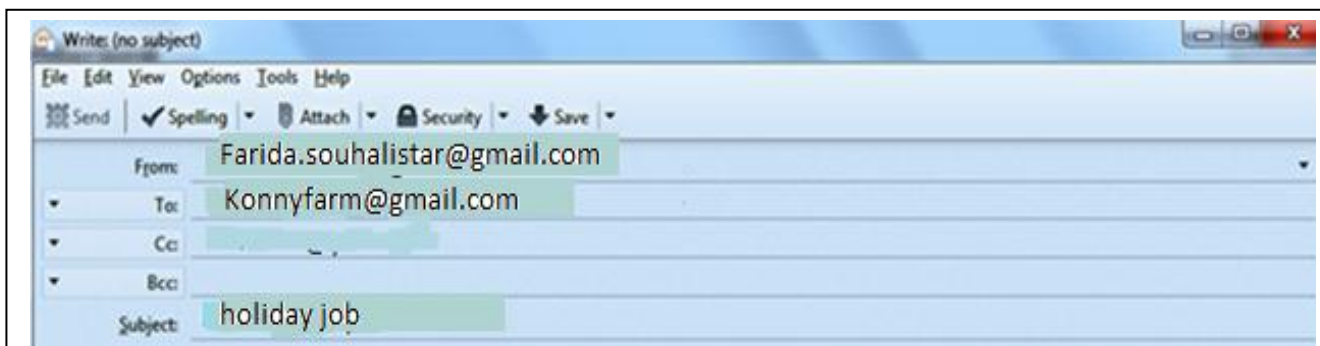 Write: (no subject)
File Edit View Options Tools Help
Send Spelling Attach Security Save
From: Farida.souhalistar@gmail.com
To: Konnyfarm@gmail.com
Cc:
Bcc:
Subject: holiday job